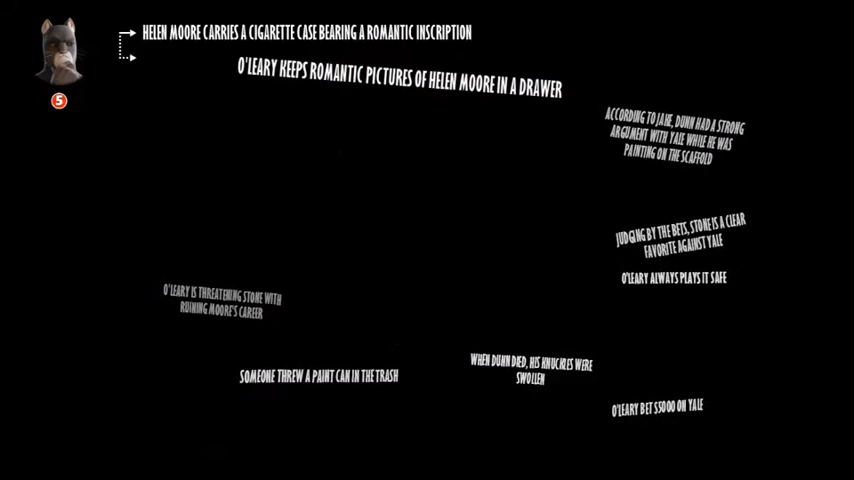 HELEN MOORE CARRIES A CIGARETTE CASE BEARING A ROMANTIC INSCRIPTION
O'LEARY KEEPS ROMANTIC PICTURES OF HELEN MOORE IN A DRAWER
5
ACCORDING TO JAKE, DUNN HAD A STRONG
ARGUMENT WITH YALE WHILE HE WAS
PAINTING ON THE SCAFFOLD
JUDGING BY THE BETS, STONE IS A CLEAR
FAVORITE AGAINST YALE
O'LEARY ALWAYS PLAYS IT SAFE
O'LEARY IS THREATENING STONE WITH
RUINING MOORE'S CAREER
WHEN DUNN DIED, HIS KNUCKLES WERE
SWOLLEN
SOMEONE THREW A PAINT CAN IN THE TRASH
O'LEARY BET $5000 ON YALE